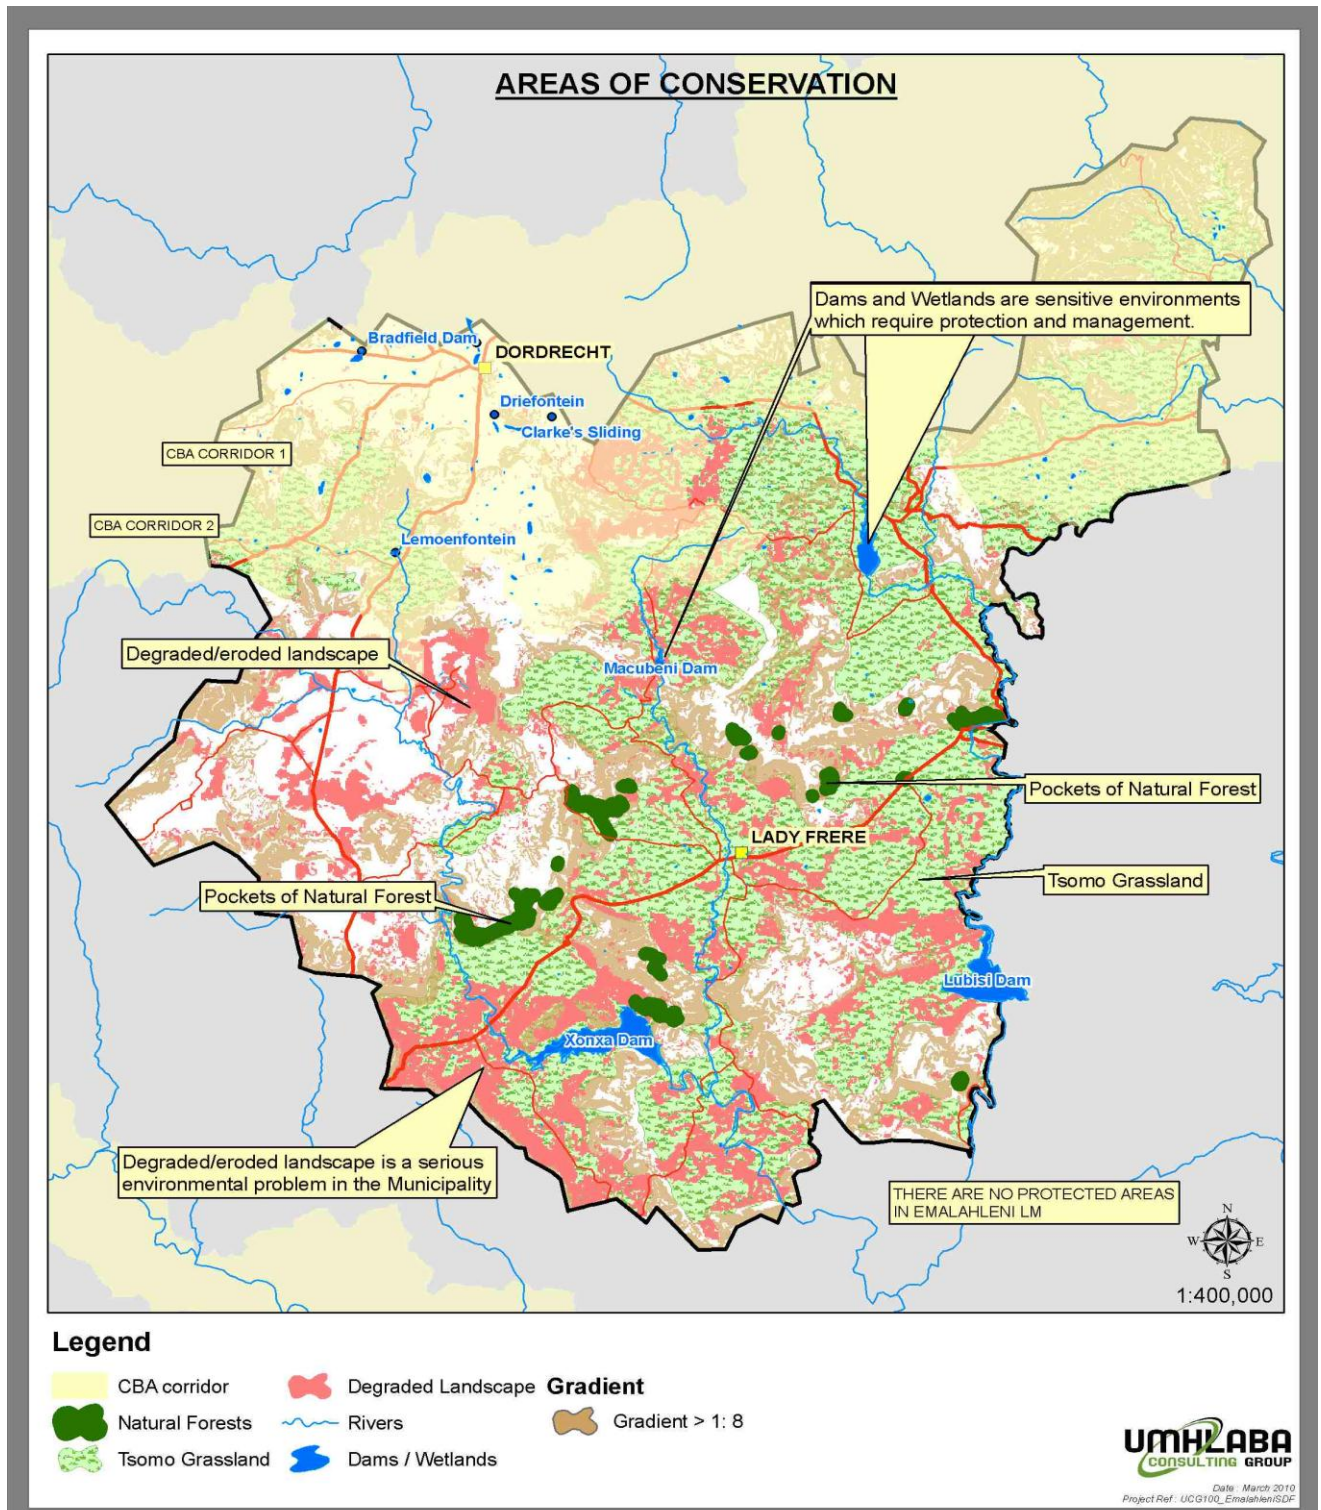 AREAS OF CONSERVATION
Dams and Wetlands are sensitive environments
which require protection and management.
Bradfield Dam
DORDRECHT
Driefontein
Clarke's Sliding
CBA CORRIDOR 1
CBA CORRIDOR 2
Lemoenfontein
Degraded/eroded landscape
Macubeni Dam
Pockets of Natural Forest
LADY FRERE
Tsomo Grassland
Pockets of Natural Forest
Lubisi Dam
Xonxa Dam
Degraded/eroded landscape is a serious
environmental problem in the Municipality
THERE ARE NO PROTECTED AREAS
IN EMALAHLENI LM
N
W E
S
1:400,000
Legend
CBA corridor
Natural Forests
Tsomo Grassland
Degraded Landscape
Rivers
Dams / Wetlands
Gradient
Gradient > 1: 8
UMHLABA
CONSULTING GROUP
Date : March 2010
Project Ref : UCG100_EmalahleniSDF